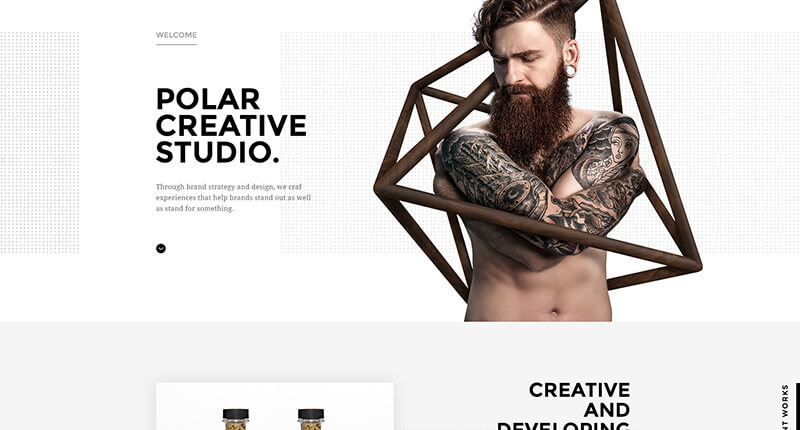 WELCOME
POLAR
CREATIVE
STUDIO.
Through brand strategy and design, we craf
experiences that help brands stand out as well
as stand for something.
CREATIVE
AND
DEVELOPING
WORKS